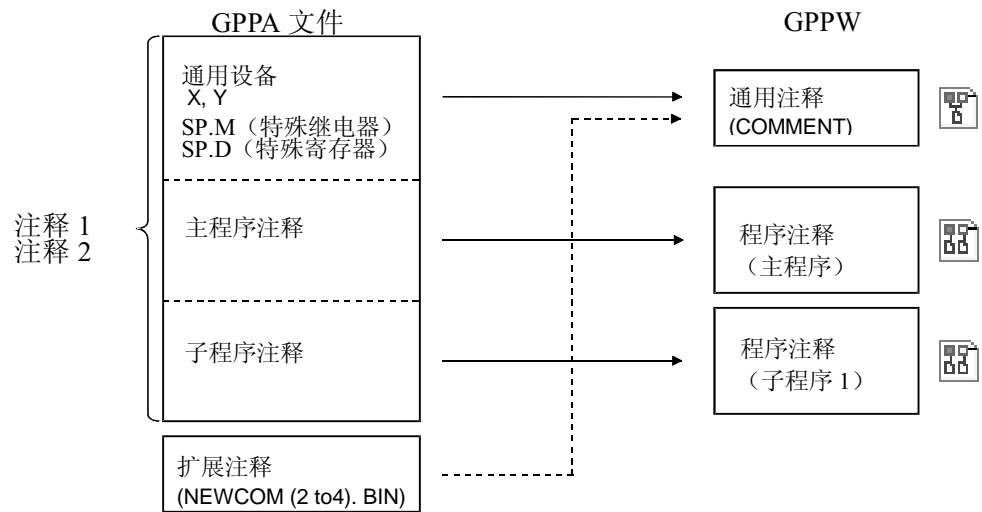 GPPA 文件
GPPW
通用设备
X, Y
SP.M（特殊继电器）
SP.D（特殊寄存器）
通用注释
(COMMENT)
注释 1
注释 2
主程序注释
程序注释
（主程序）
子程序注释
程序注释
（子程序 1）
扩展注释
(NEWCOM (2 to4). BIN)